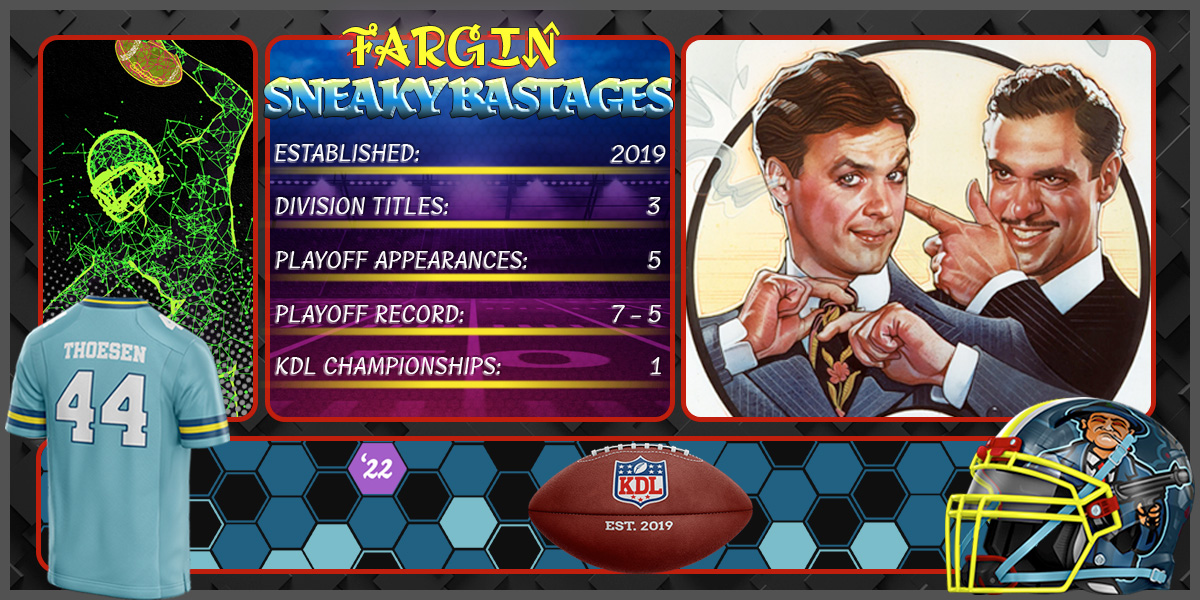 FARGIN
SNEAKY BASTAGES
ESTABLISHED: 2019
DIVISION TITLES: 3
PLAYOFF APPEARANCES: 5
PLAYOFF RECORD: 7 – 5
KDL CHAMPIONSHIPS: 1
THOESEN
44
'22
KDL
EST. 2019